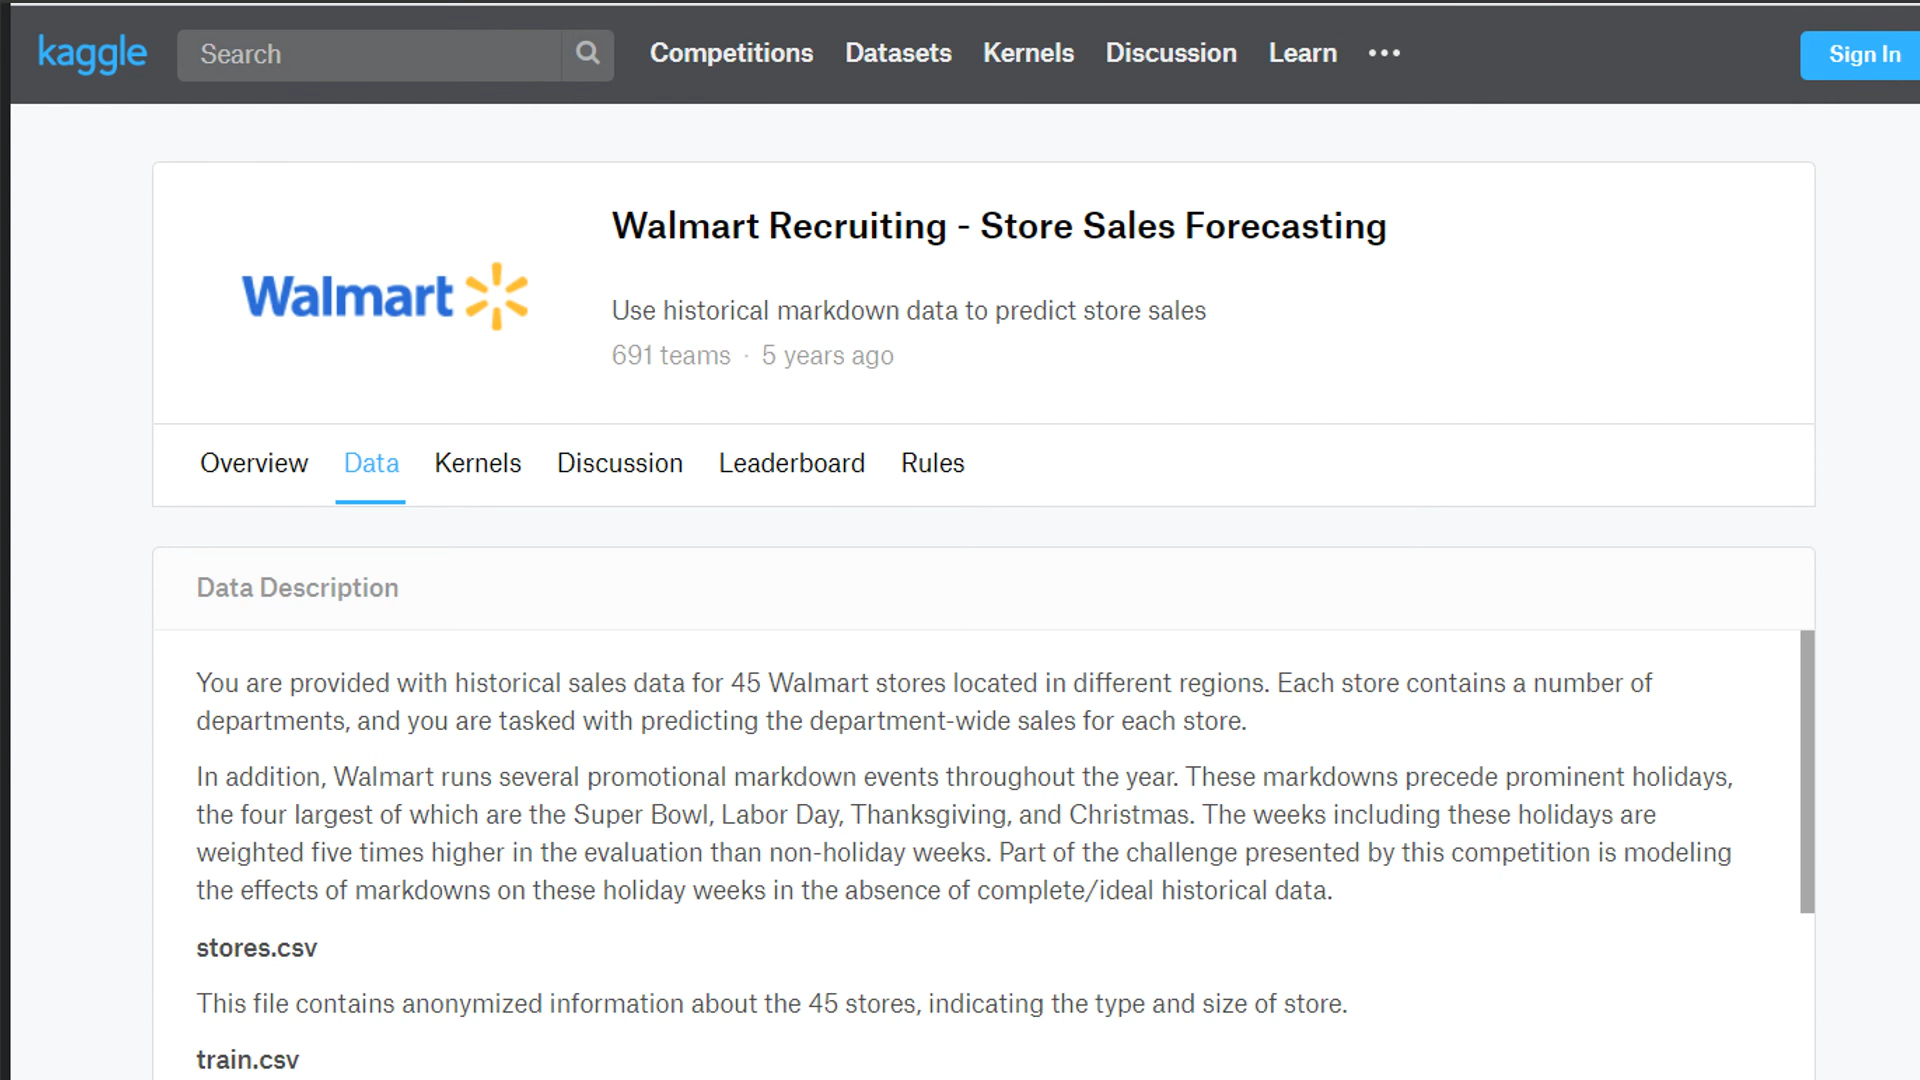 kaggle
Search
Competitions
Datasets
Kernels
Discussion
Learn
•••
Sign In
Walmart
Walmart Recruiting - Store Sales Forecasting
Use historical markdown data to predict store sales
691 teams · 5 years ago
Overview
Data
Kernels
Discussion
Leaderboard
Rules
Data Description
You are provided with historical sales data for 45 Walmart stores located in different regions. Each store contains a number of
departments, and you are tasked with predicting the department-wide sales for each store.
In addition, Walmart runs several promotional markdown events throughout the year. These markdowns precede prominent holidays,
the four largest of which are the Super Bowl, Labor Day, Thanksgiving, and Christmas. The weeks including these holidays are
weighted five times higher in the evaluation than non-holiday weeks. Part of the challenge presented by this competition is modeling
the effects of markdowns on these holiday weeks in the absence of complete/ideal historical data.
stores.csv
This file contains anonymized information about the 45 stores, indicating the type and size of store.
train.csv